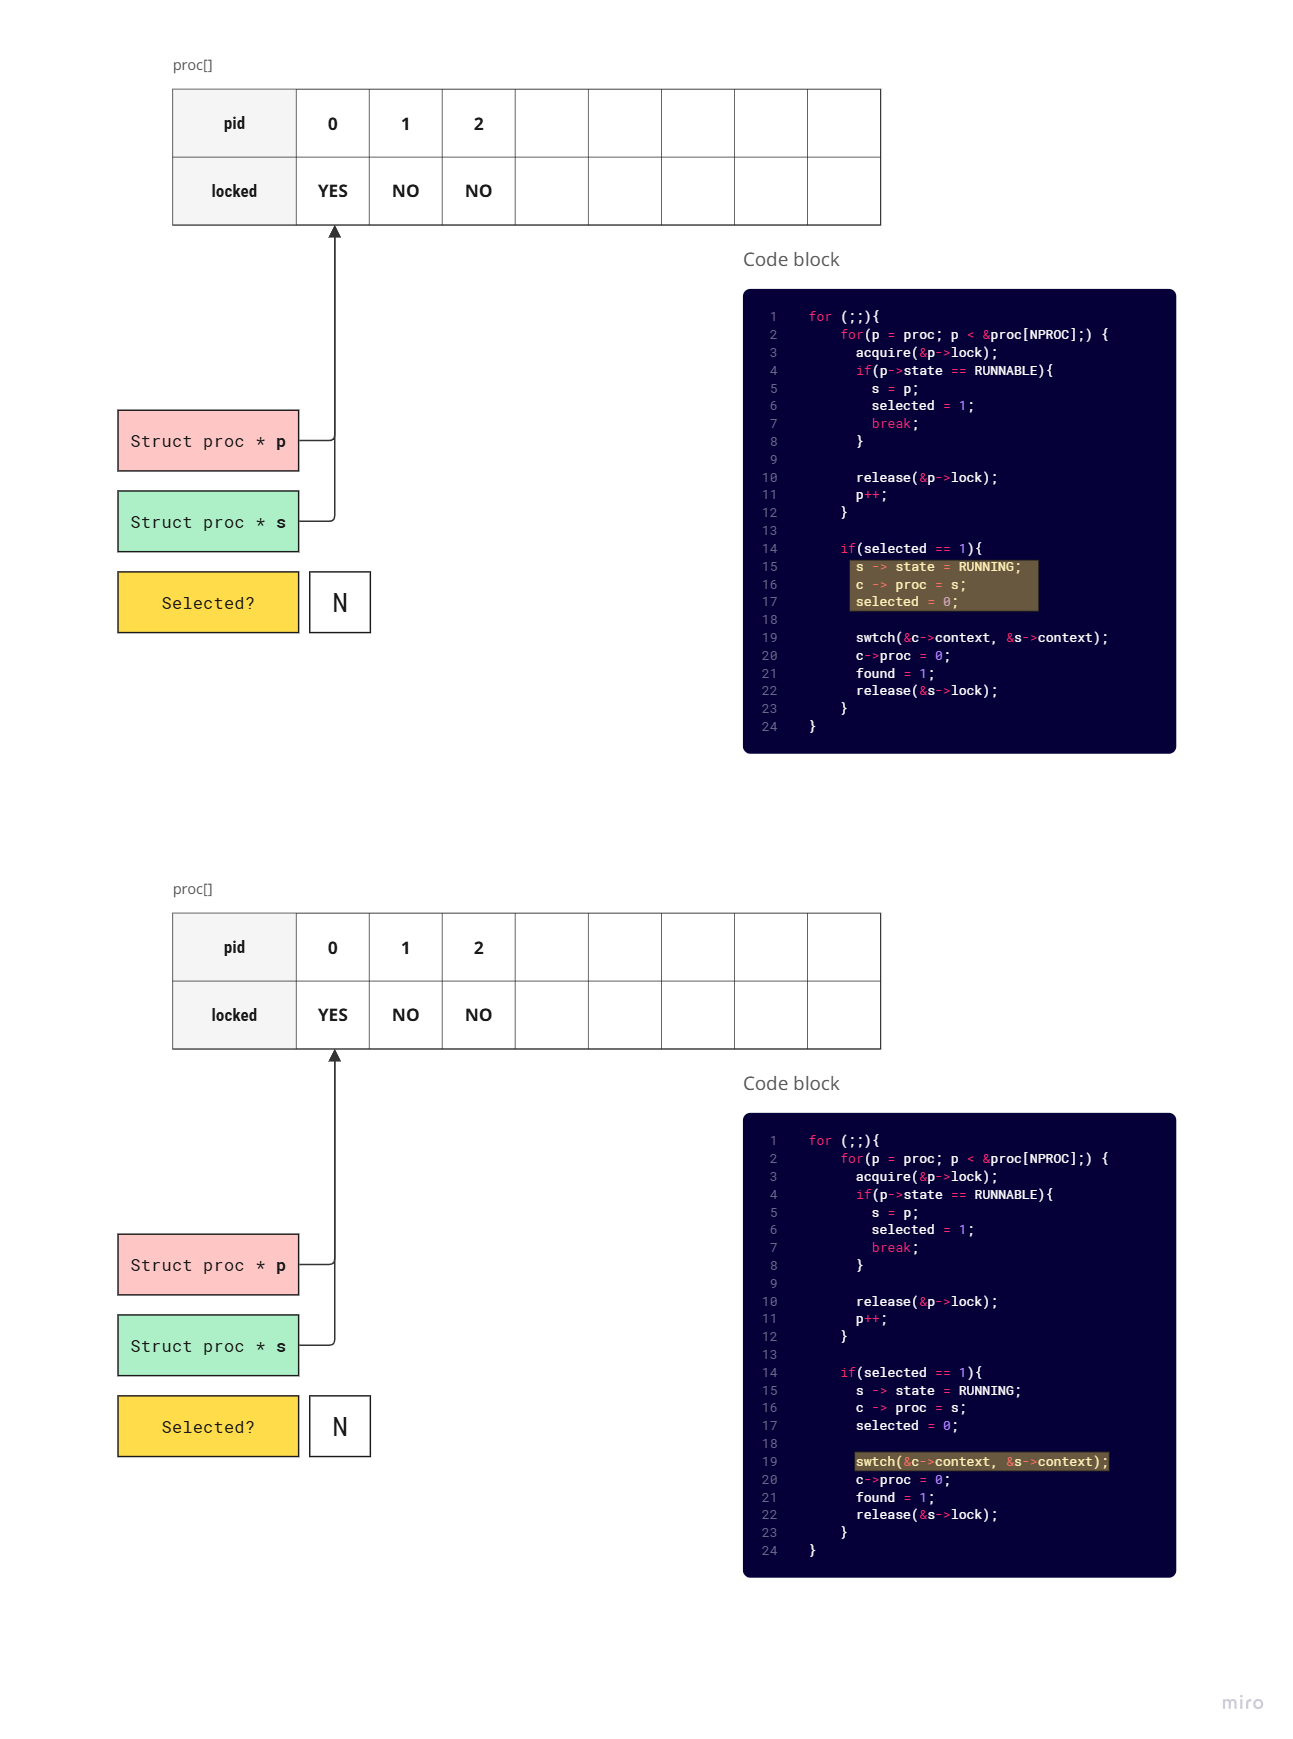 proc[]
pid 0 1 2
locked YES NO NO
Code block
1 for (;;){
2 for(p = proc; p < &proc[NPROC];) {
3 acquire(&p->lock);
4 if(p->state == RUNNABLE){
5 s = p;
6 selected = 1;
7 break;
8 }
9
10 release(&p->lock);
11 p++;
12 }
13
14 if(selected == 1){
15 s -> state = RUNNING;
16 c -> proc = s;
17 selected = 0;
18
19 swtch(&c->context, &s->context);
20 c->proc = 0;
21 found = 1;
22 release(&s->lock);
23 }
24 }
Struct proc * p
Struct proc * s
Selected? N
proc[]
pid 0 1 2
locked YES NO NO
Code block
1 for (;;){
2 for(p = proc; p < &proc[NPROC];) {
3 acquire(&p->lock);
4 if(p->state == RUNNABLE){
5 s = p;
6 selected = 1;
7 break;
8 }
9
10 release(&p->lock);
11 p++;
12 }
13
14 if(selected == 1){
15 s -> state = RUNNING;
16 c -> proc = s;
17 selected = 0;
18
19 swtch(&c->context, &s->context);
20 c->proc = 0;
21 found = 1;
22 release(&s->lock);
23 }
24 }
Struct proc * p
Struct proc * s
Selected? N
miro